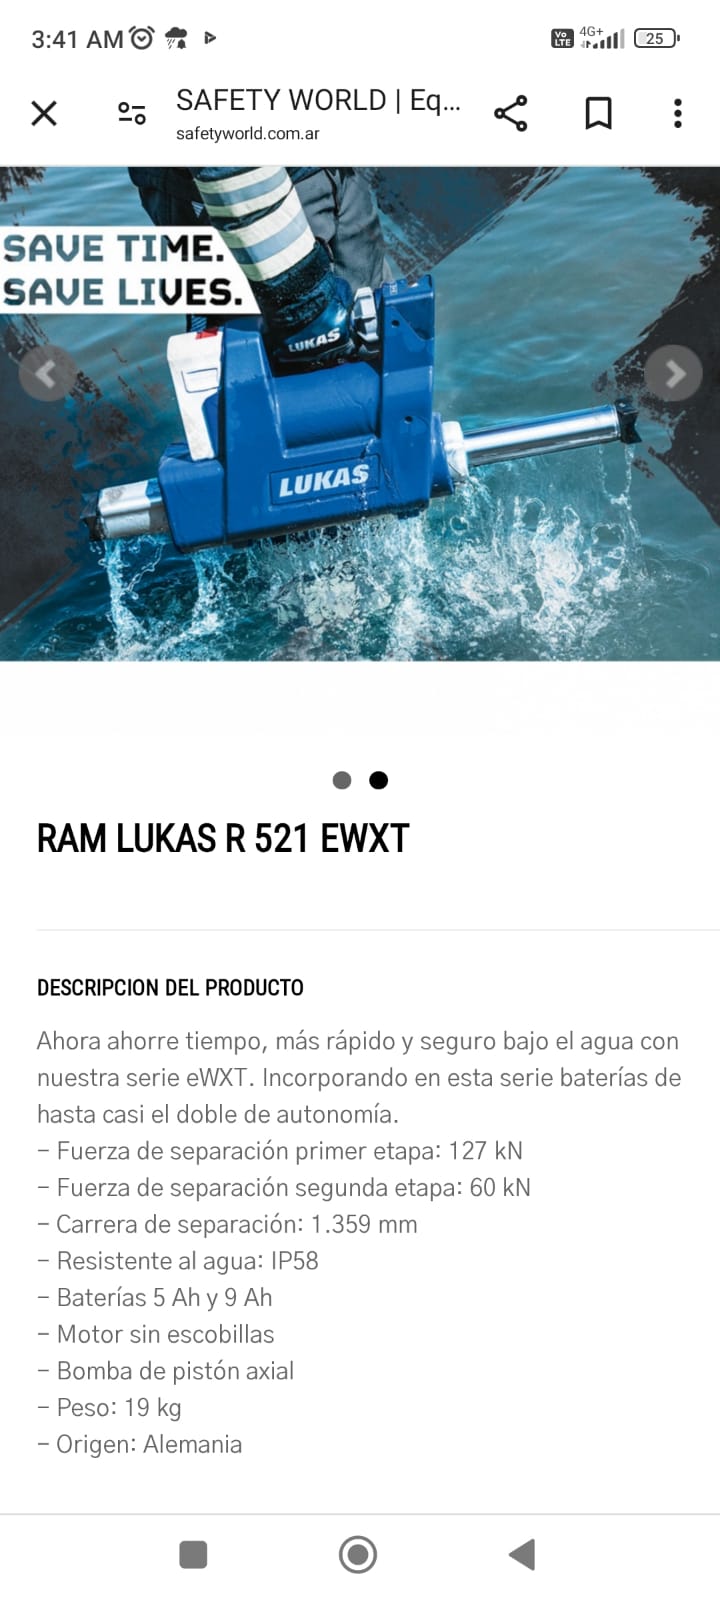 3:41 AM
Vo LTE 4G+ 25
SAFETY WORLD | Eq...
safetyworld.com.ar
SAVE TIME.
SAVE LIVES.
LUKAS
LUKAS
RAM LUKAS R 521 EWXT
DESCRIPCION DEL PRODUCTO
Ahora ahorre tiempo, más rápido y seguro bajo el agua con
nuestra serie eWXT. Incorporando en esta serie baterías de
hasta casi el doble de autonomía.
- Fuerza de separación primer etapa: 127 kN
- Fuerza de separación segunda etapa: 60 kN
- Carrera de separación: 1.359 mm
- Resistente al agua: IP58
- Baterías 5 Ah y 9 Ah
- Motor sin escobillas
- Bomba de pistón axial
- Peso: 19 kg
- Origen: Alemania